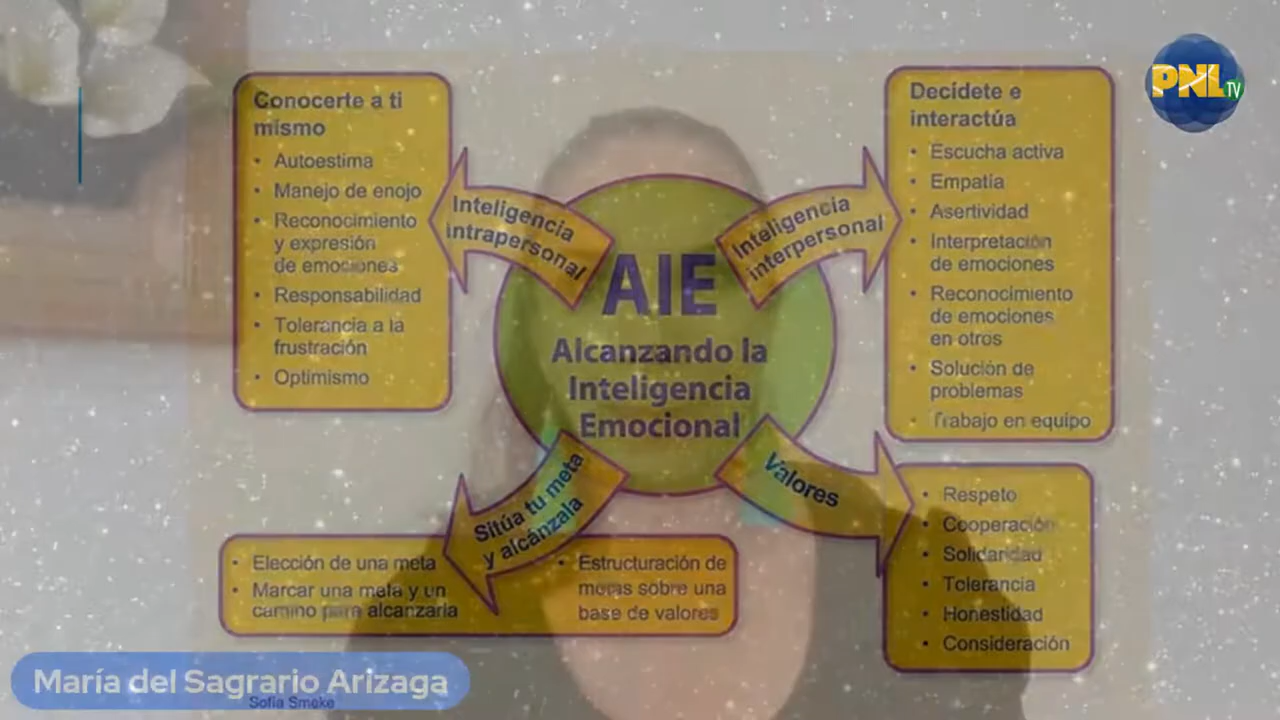 PNL TV
Conocerte a ti
mismo
• Autoestima
• Manejo de enojo
• Reconocimiento
y expresión
de emociones
• Responsabilidad
• Tolerancia a la
frustración
• Optimismo
Inteligencia
intrapersonal
AIE
Alcanzando la
Inteligencia
Emocional
Inteligencia
interpersonal
Decídete e
interactúa
• Escucha activa
• Empatía
• Asertividad
• Interpretación
de emociones
• Reconocimiento
de emociones
en otros
• Solución de
problemas
• Trabajo en equipo
Sitúa tu meta
y alcánzala
• Elección de una meta
• Marcar una meta y un
camino para alcanzarla
• Estructuración de
metas sobre una
base de valores
Valores
• Respeto
• Cooperación
• Solidaridad
• Tolerancia
• Honestidad
• Consideración
María del Sagrario Arizaga
Sofía Smeke